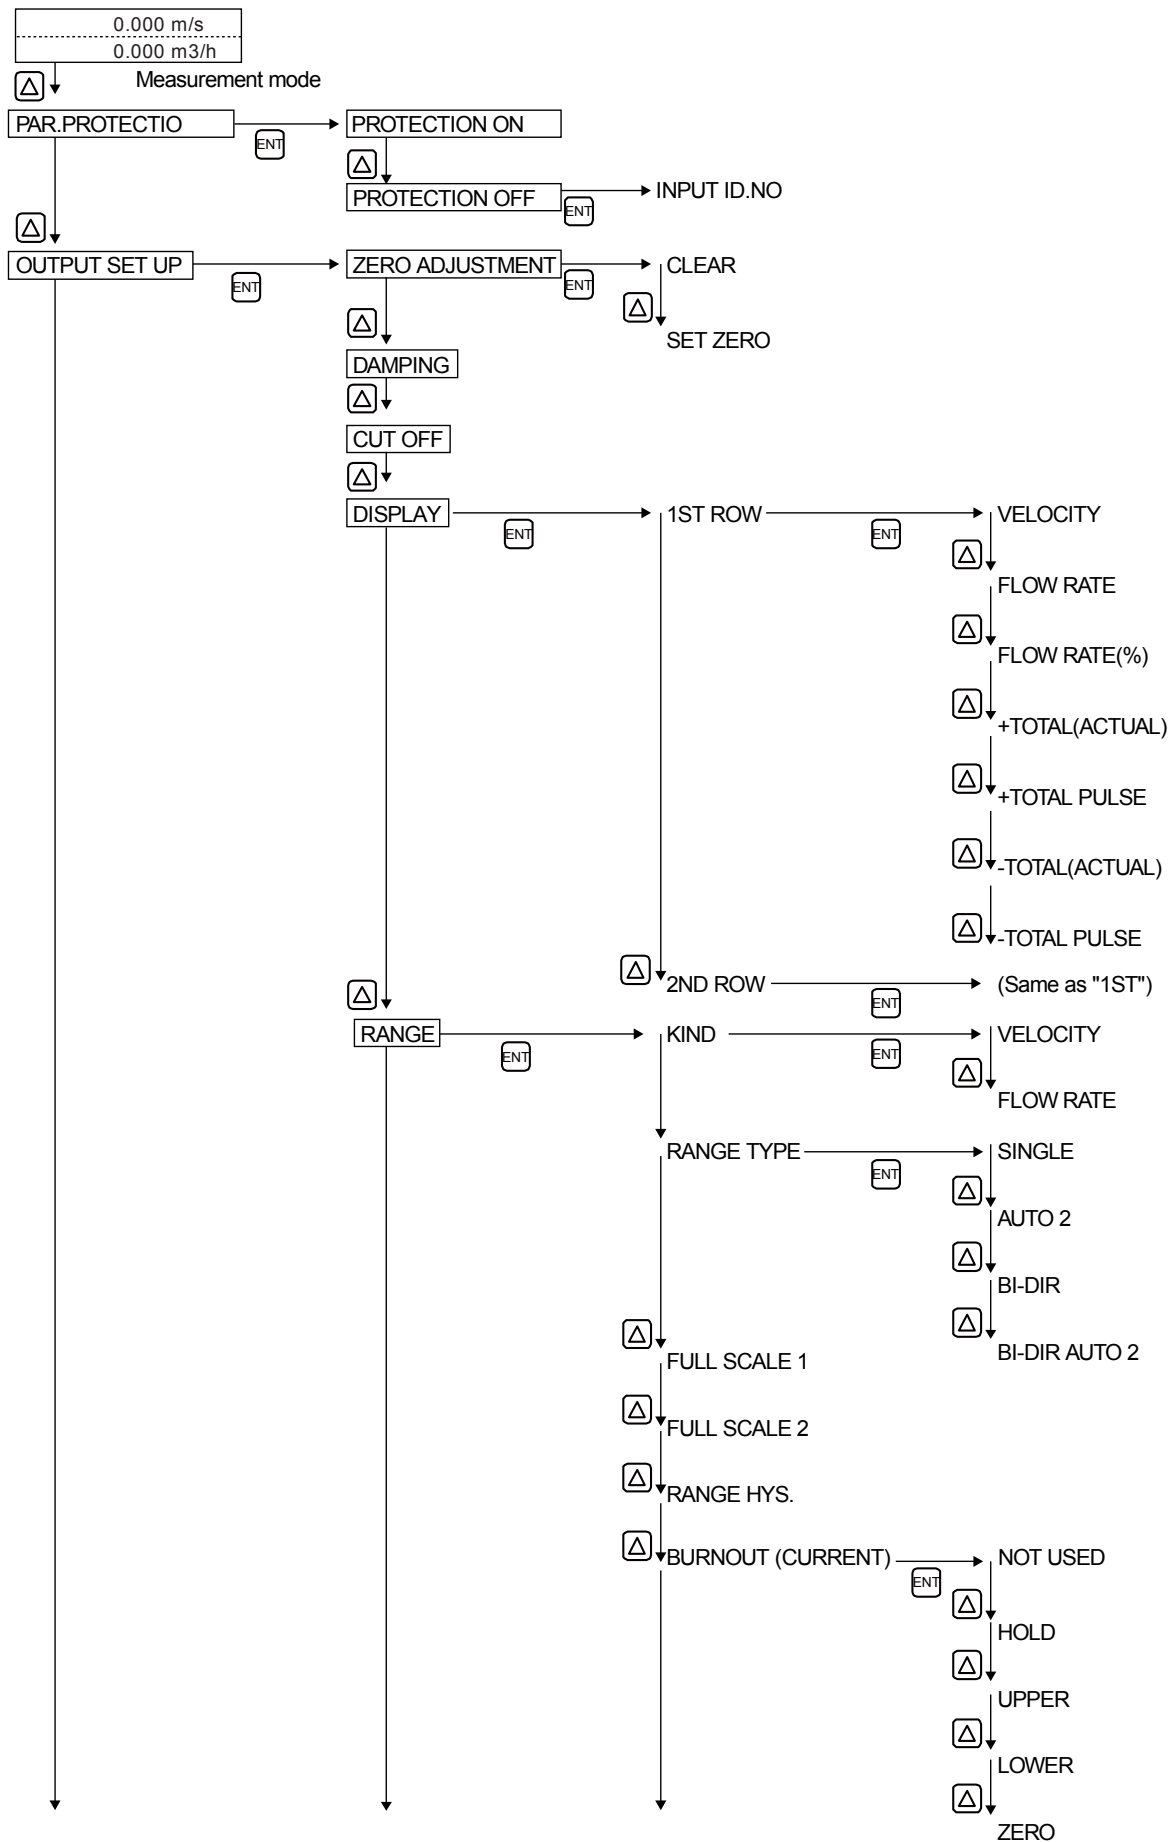 0.000 m/s
0.000 m3/h
Measurement mode
PAR.PROTECTIO
ENT
PROTECTION ON
PROTECTION OFF
ENT
INPUT ID.NO
OUTPUT SET UP
ENT
ZERO ADJUSTMENT
ENT
CLEAR
SET ZERO
DAMPING
CUT OFF
DISPLAY
ENT
1ST ROW
ENT
VELOCITY
FLOW RATE
FLOW RATE(%)
+TOTAL(ACTUAL)
+TOTAL PULSE
-TOTAL(ACTUAL)
-TOTAL PULSE
2ND ROW
ENT
(Same as "1ST")
RANGE
ENT
KIND
ENT
VELOCITY
FLOW RATE
RANGE TYPE
ENT
SINGLE
AUTO 2
BI-DIR
BI-DIR AUTO 2
FULL SCALE 1
FULL SCALE 2
RANGE HYS.
BURNOUT (CURRENT)
ENT
NOT USED
HOLD
UPPER
LOWER
ZERO